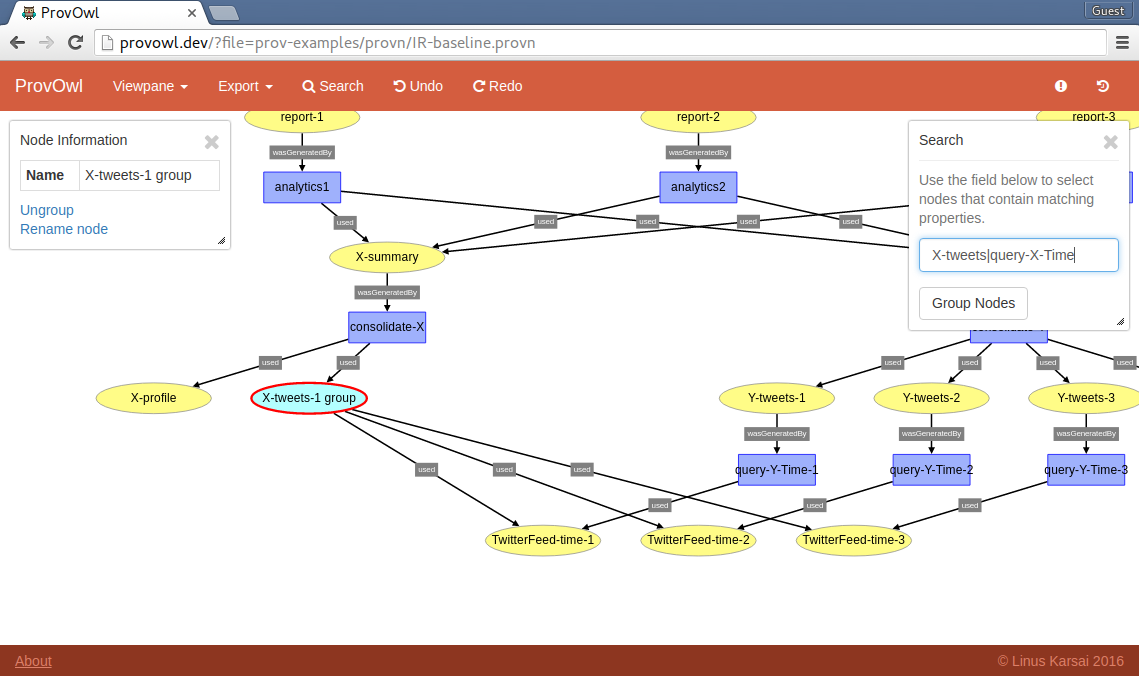 ProvOwl
Guest
provowl.dev/?file=prov-examples/provn/IR-baseline.provn
ProvOwl Viewpane Export Search Undo Redo
Node Information
Name X-tweets-1 group
Ungroup
Rename node
Search
Use the field below to select
nodes that contain matching
properties.
X-tweets|query-X-Time
Group Nodes
report-1 report-2 report-3
wasGeneratedBy wasGeneratedBy
analytics1 analytics2
used used used used used
X-summary
wasGeneratedBy
consolidate-X
used used used used used used
X-profile X-tweets-1 group Y-tweets-1 Y-tweets-2 Y-tweets-3
wasGeneratedBy wasGeneratedBy wasGeneratedBy
used used used query-Y-Time-1 query-Y-Time-2 query-Y-Time-3
used used used
TwitterFeed-time-1 TwitterFeed-time-2 TwitterFeed-time-3
About
© Linus Karsai 2016